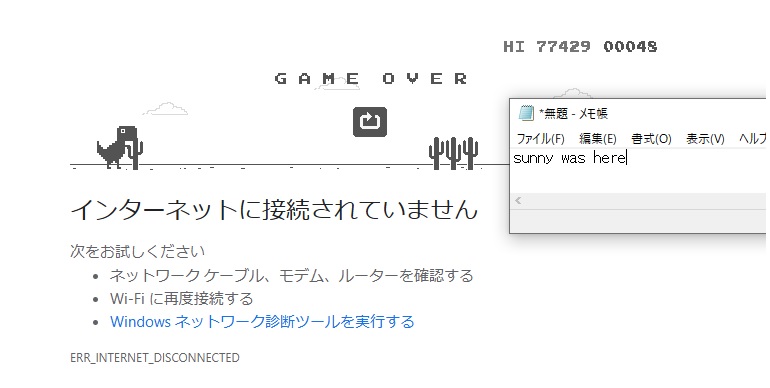 HI 77429 00048
GAME OVER
*無題 - メモ帳
ファイル(F) 編集(E) 書式(O) 表示(V) ヘルプ
sunny was here
インターネットに接続されていません
次をお試しください
ネットワーク ケーブル、モデム、ルーターを確認する
Wi-Fi に再度接続する
Windows ネットワーク診断ツールを実行する
ERR_INTERNET_DISCONNECTED